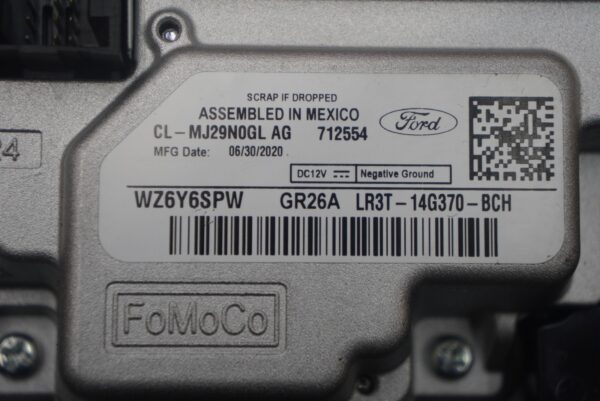 SCRAP IF DROPPED
ASSEMBLED IN MEXICO
CL-MJ29N0GL AG 712554
MFG Date: 06/30/2020
Ford
DC12V Negative Ground
WZ6Y6SPW GR26A LR3T-14G370-BCH
FoMoCo